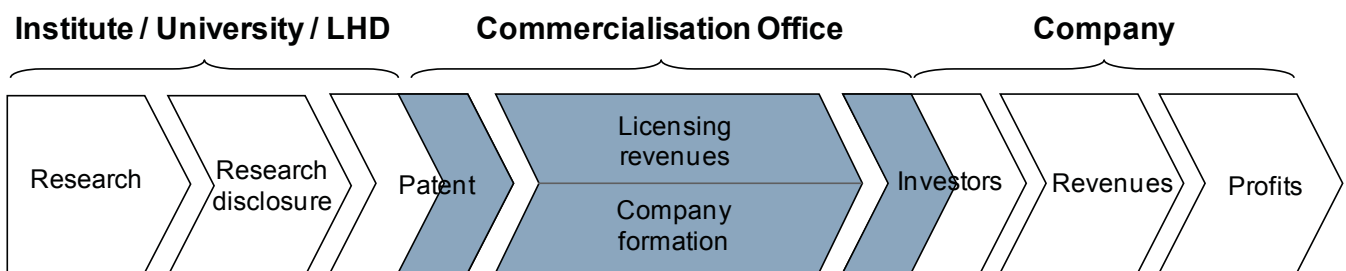 Institute / University / LHD
Commercialisation Office
Company
Research
Research
disclosure
Patent
Licensing
revenues
Company
formation
Investors
Revenues
Profits